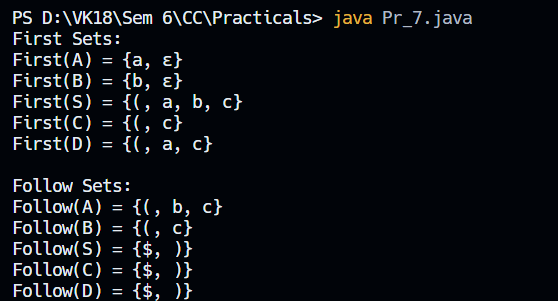 PS D:\VK18\Sem 6\CC\Practicals> java Pr_7.java
First Sets:
First(A) = {a, ε}
First(B) = {b, ε}
First(S) = {(, a, b, c}
First(C) = {(, c}
First(D) = {(, a, c}
Follow Sets:
Follow(A) = {(, b, c}
Follow(B) = {(, c}
Follow(S) = {$, )}
Follow(C) = {$, )}
Follow(D) = {$, )}